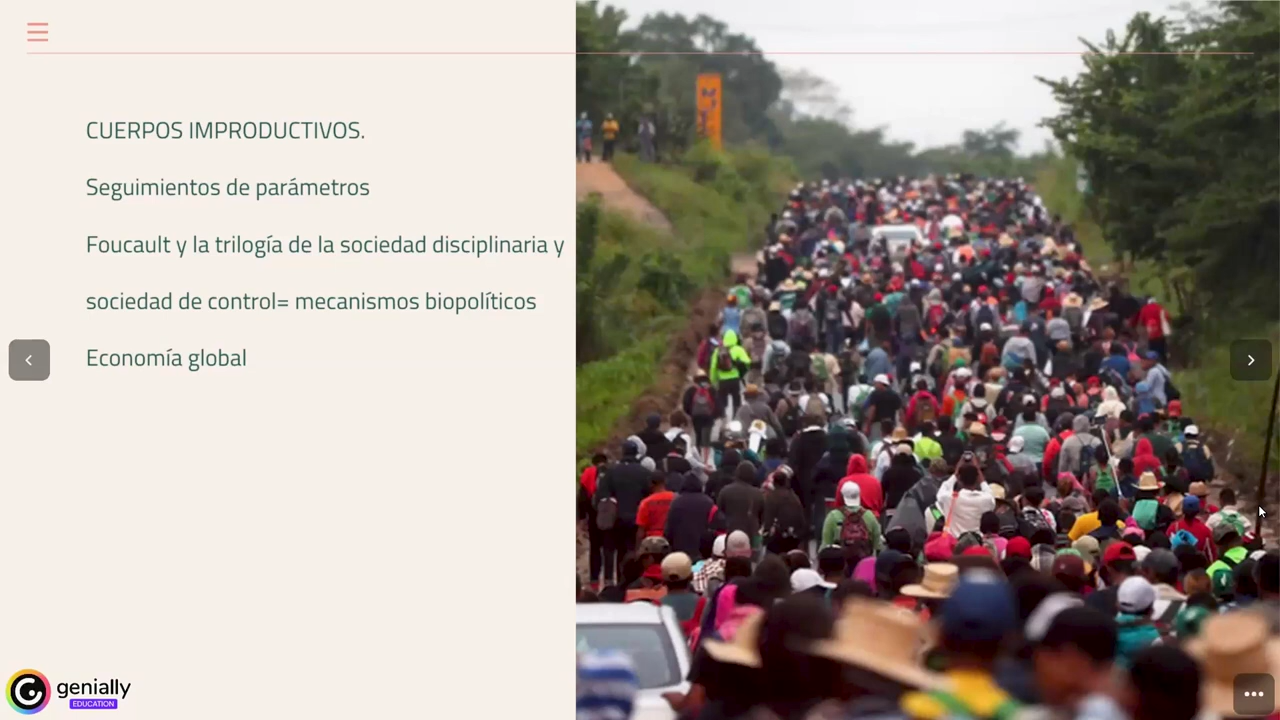 CUERPOS IMPRODUCTIVOS.
Seguimientos de parámetros
Foucault y la trilogía de la sociedad disciplinaria y
sociedad de control= mecanismos biopolíticos
Economía global
genially
EDUCATION